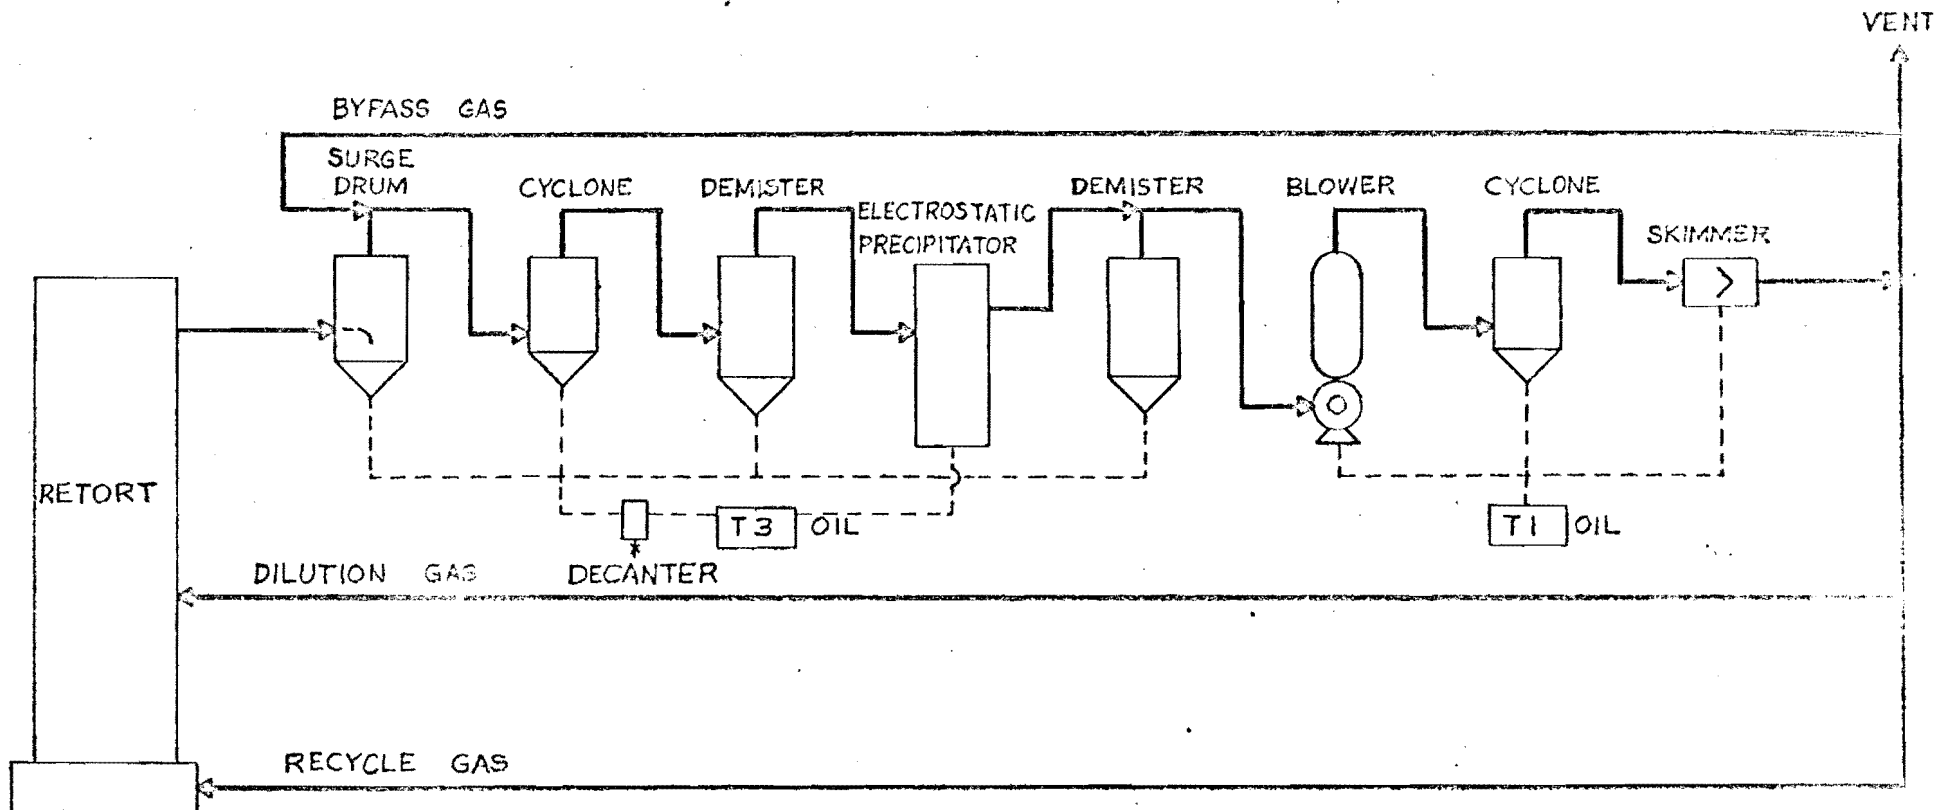 VENT
BYPASS GAS
SURGE
DRUM
CYCLONE
DEMISTER
ELECTROSTATIC
PRECIPITATOR
DEMISTER
BLOWER
CYCLONE
SKIMMER
RETORT
T3 OIL
T1 OIL
DECANTER
DILUTION GAS
RECYCLE GAS